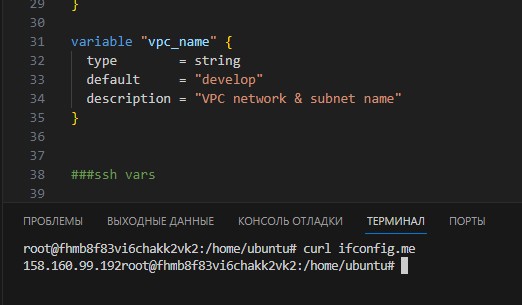 29 }
30
31 variable "vpc_name" {
32   type        = string
33   default     = "develop"
34   description = "VPC network & subnet name"
35 }
36
37
38 ###ssh vars
39
ПРОБЛЕМЫ ВЫХОДНЫЕ ДАННЫЕ КОНСОЛЬ ОТЛАДКИ ТЕРМИНАЛ ПОРТЫ
root@fhmb8f83vi6chakk2vk2:/home/ubuntu# curl ifconfig.me
158.160.99.192root@fhmb8f83vi6chakk2vk2:/home/ubuntu#